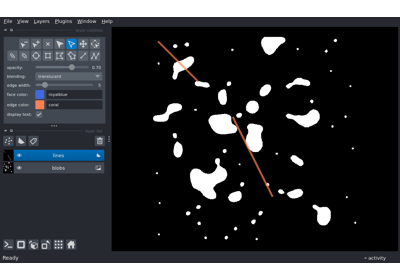 File View Layers Plugins Window Help
opacity: 0.70
blending: translucent
edge width: 5
face color: royalblue
edge color: coral
display text:
lines
blobs
Ready
activity